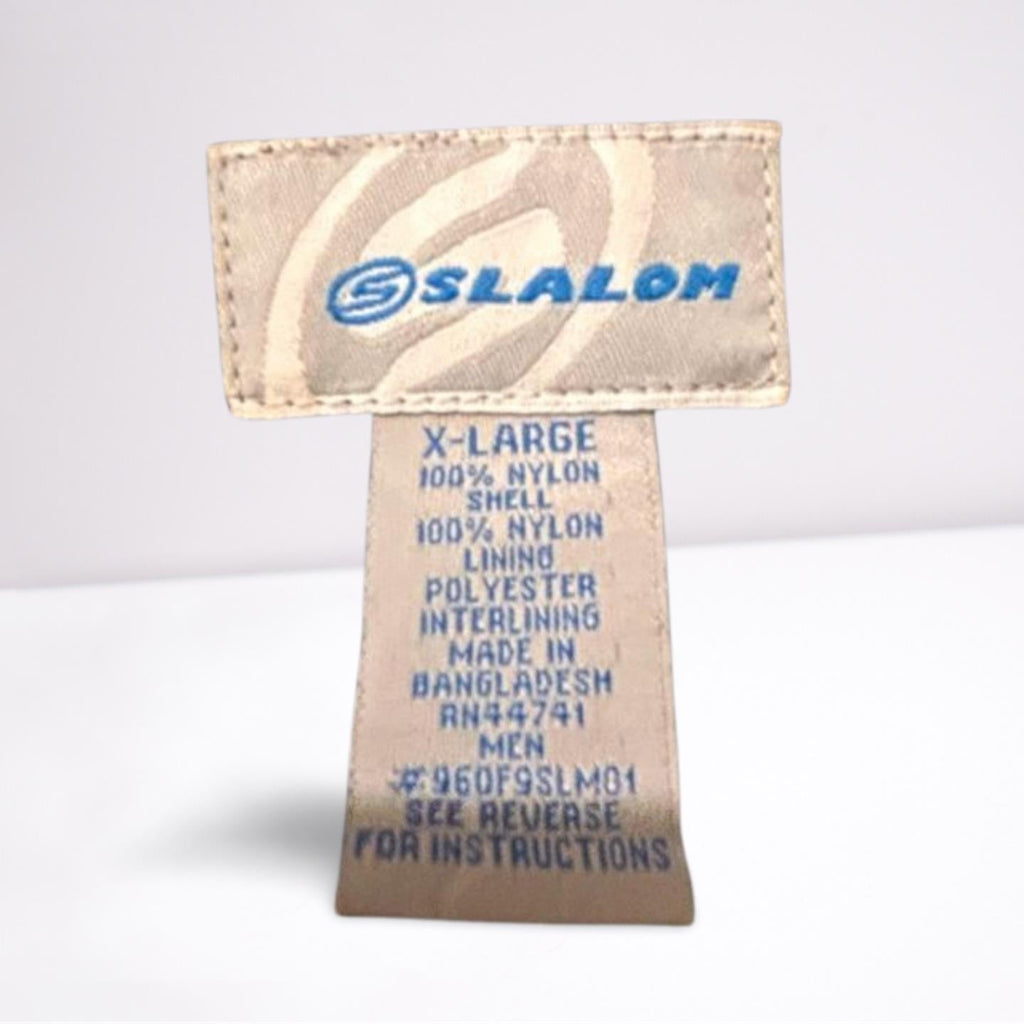 S SLALOM
X-LARGE
100% NYLON
SHELL
100% NYLON
LINING
POLYESTER
INTERLINING
MADE IN
BANGLADESH
RN44741
MEN
#960F9SLM01
SEE REVERSE
FOR INSTRUCTIONS